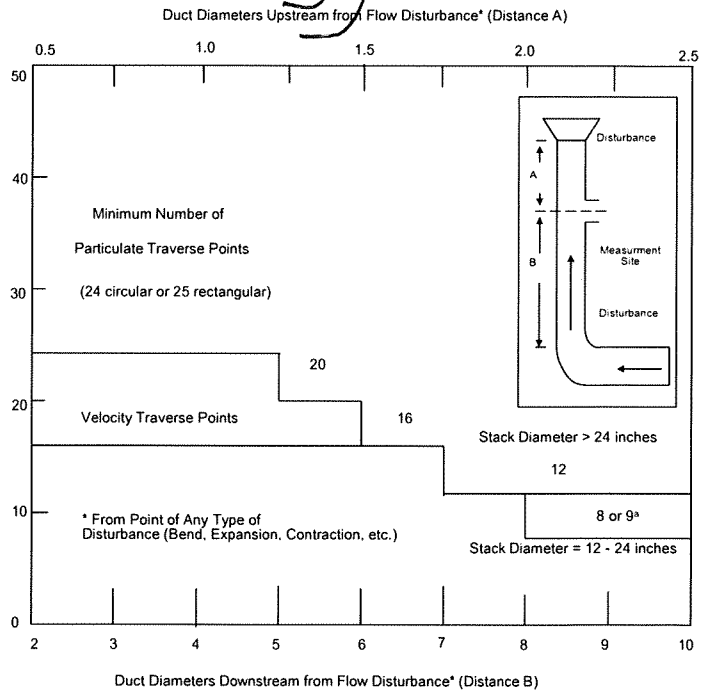 Duct Diameters Upstream from Flow Disturbance* (Distance A)
0.5 1.0 1.5 2.0 2.5
50
40
30
20
10
0
Disturbance
A
Measurment
Site
B
Disturbance
Minimum Number of
Particulate Traverse Points
(24 circular or 25 rectangular)
20
Velocity Traverse Points
16
Stack Diameter > 24 inches
12
* From Point of Any Type of
Disturbance (Bend, Expansion, Contraction, etc.)
8 or 9ª
Stack Diameter = 12 - 24 inches
2 3 4 5 6 7 8 9 10
Duct Diameters Downstream from Flow Disturbance* (Distance B)